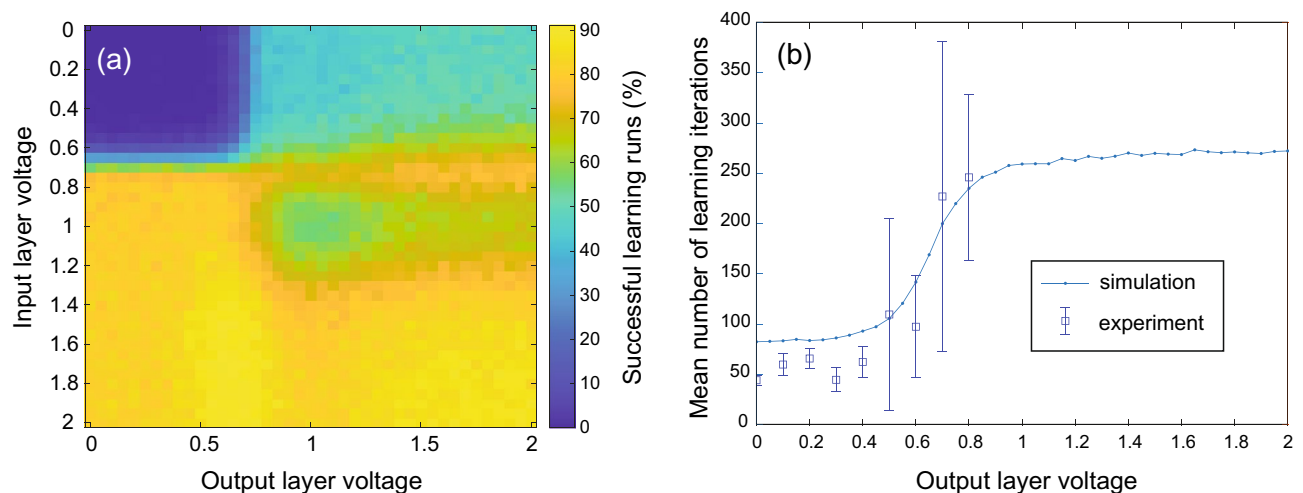 (a)
Input layer voltage
0
0.2
0.4
0.6
0.8
1
1.2
1.4
1.6
1.8
2
0 0.5 1 1.5 2
Output layer voltage
90
80
70
60
50
40
30
20
10
0
Successful learning runs (%)
(b)
Mean number of learning iterations
400
350
300
250
200
150
100
50
0
0 0.2 0.4 0.6 0.8 1 1.2 1.4 1.6 1.8 2
Output layer voltage
simulation
experiment